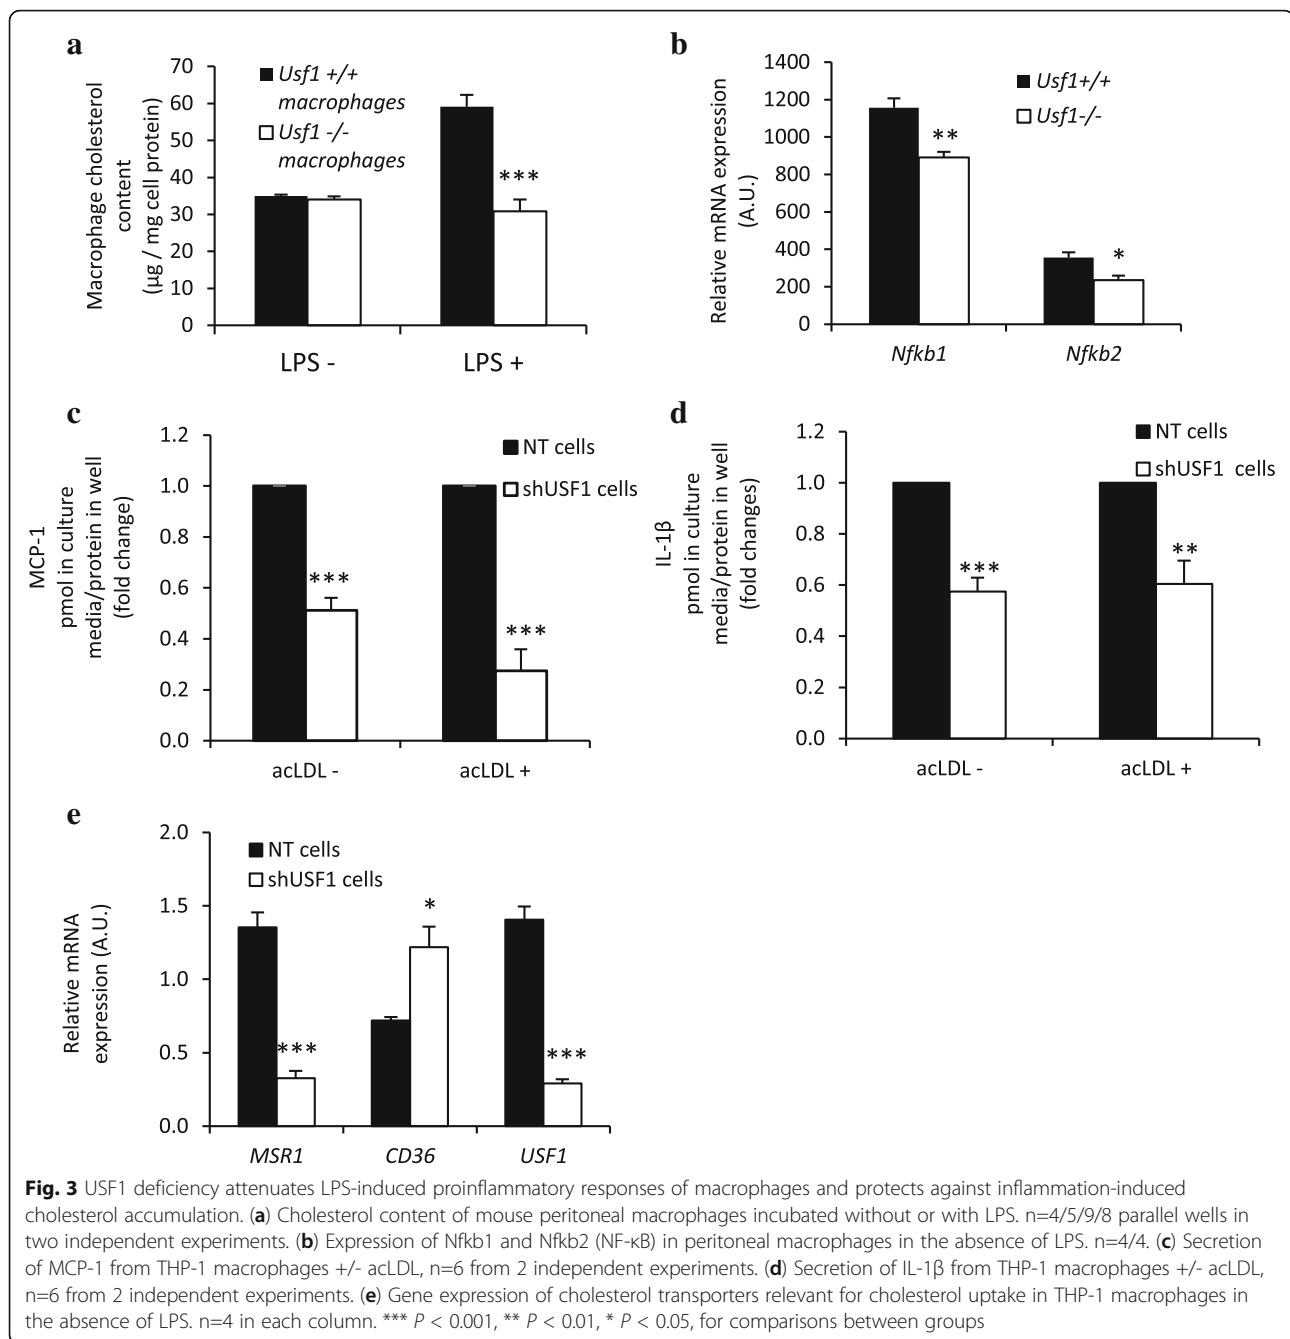 a
Macrophage cholesterol
content
(µg / mg cell protein)
70
60
50
40
30
20
10
0
Usf1 +/+
macrophages
Usf1 -/-
macrophages
***
LPS -
LPS +
b
Relative mRNA expression
(A.U.)
1400
1200
1000
800
600
400
200
0
Usf1+/+
Usf1-/-
**
*
Nfkb1
Nfkb2
c
MCP-1
pmol in culture
media/protein in well
(fold change)
1.2
1.0
0.8
0.6
0.4
0.2
0.0
NT cells
shUSF1 cells
***
***
acLDL -
acLDL +
d
IL-1β
pmol in culture
media/protein in well
(fold changes)
1.2
1.0
0.8
0.6
0.4
0.2
0.0
NT cells
shUSF1 cells
***
**
acLDL -
acLDL +
e
Relative mRNA
expression (A.U.)
2.0
1.5
1.0
0.5
0.0
NT cells
shUSF1 cells
***
*
***
MSR1
CD36
USF1
Fig. 3 USF1 deficiency attenuates LPS-induced proinflammatory responses of macrophages and protects against inflammation-induced
cholesterol accumulation. (a) Cholesterol content of mouse peritoneal macrophages incubated without or with LPS. n=4/5/9/8 parallel wells in
two independent experiments. (b) Expression of Nfkb1 and Nfkb2 (NF-κB) in peritoneal macrophages in the absence of LPS. n=4/4. (c) Secretion
of MCP-1 from THP-1 macrophages +/- acLDL, n=6 from 2 independent experiments. (d) Secretion of IL-1β from THP-1 macrophages +/- acLDL,
n=6 from 2 independent experiments. (e) Gene expression of cholesterol transporters relevant for cholesterol uptake in THP-1 macrophages in
the absence of LPS. n=4 in each column. *** P < 0.001, ** P < 0.01, * P < 0.05, for comparisons between groups